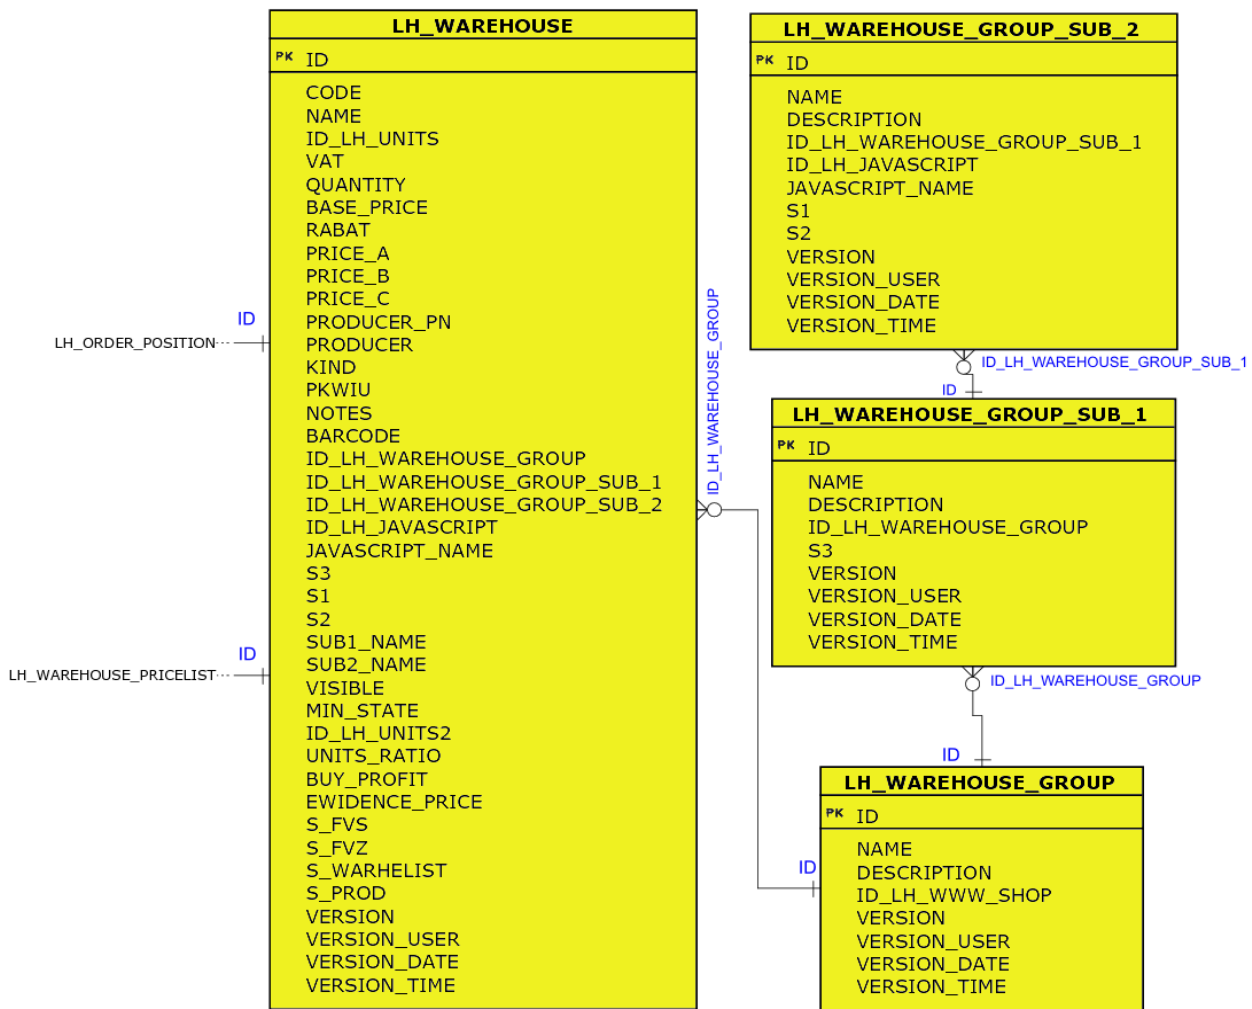 LH_WAREHOUSE
PK ID
CODE
NAME
ID_LH_UNITS
VAT
QUANTITY
BASE_PRICE
RABAT
PRICE_A
PRICE_B
PRICE_C
PRODUCER_PN
PRODUCER
KIND
PKWIU
NOTES
BARCODE
ID_LH_WAREHOUSE_GROUP
ID_LH_WAREHOUSE_GROUP_SUB_1
ID_LH_WAREHOUSE_GROUP_SUB_2
ID_LH_JAVASCRIPT
JAVASCRIPT_NAME
S3
S1
S2
SUB1_NAME
SUB2_NAME
VISIBLE
MIN_STATE
ID_LH_UNITS2
UNITS_RATIO
BUY_PROFIT
EWIDENCE_PRICE
S_FVS
S_FVZ
S_WARHELIST
S_PROD
VERSION
VERSION_USER
VERSION_DATE
VERSION_TIME
ID
LH_ORDER_POSITION
ID
LH_WAREHOUSE_PRICELIST
ID_LH_WAREHOUSE_GROUP
LH_WAREHOUSE_GROUP_SUB_2
PK ID
NAME
DESCRIPTION
ID_LH_WAREHOUSE_GROUP_SUB_1
ID_LH_JAVASCRIPT
JAVASCRIPT_NAME
S1
S2
VERSION
VERSION_USER
VERSION_DATE
VERSION_TIME
ID_LH_WAREHOUSE_GROUP_SUB_1
ID
LH_WAREHOUSE_GROUP_SUB_1
PK ID
NAME
DESCRIPTION
ID_LH_WAREHOUSE_GROUP
S3
VERSION
VERSION_USER
VERSION_DATE
VERSION_TIME
ID_LH_WAREHOUSE_GROUP
ID
LH_WAREHOUSE_GROUP
PK ID
NAME
DESCRIPTION
ID_LH_WWW_SHOP
VERSION
VERSION_USER
VERSION_DATE
VERSION_TIME
ID